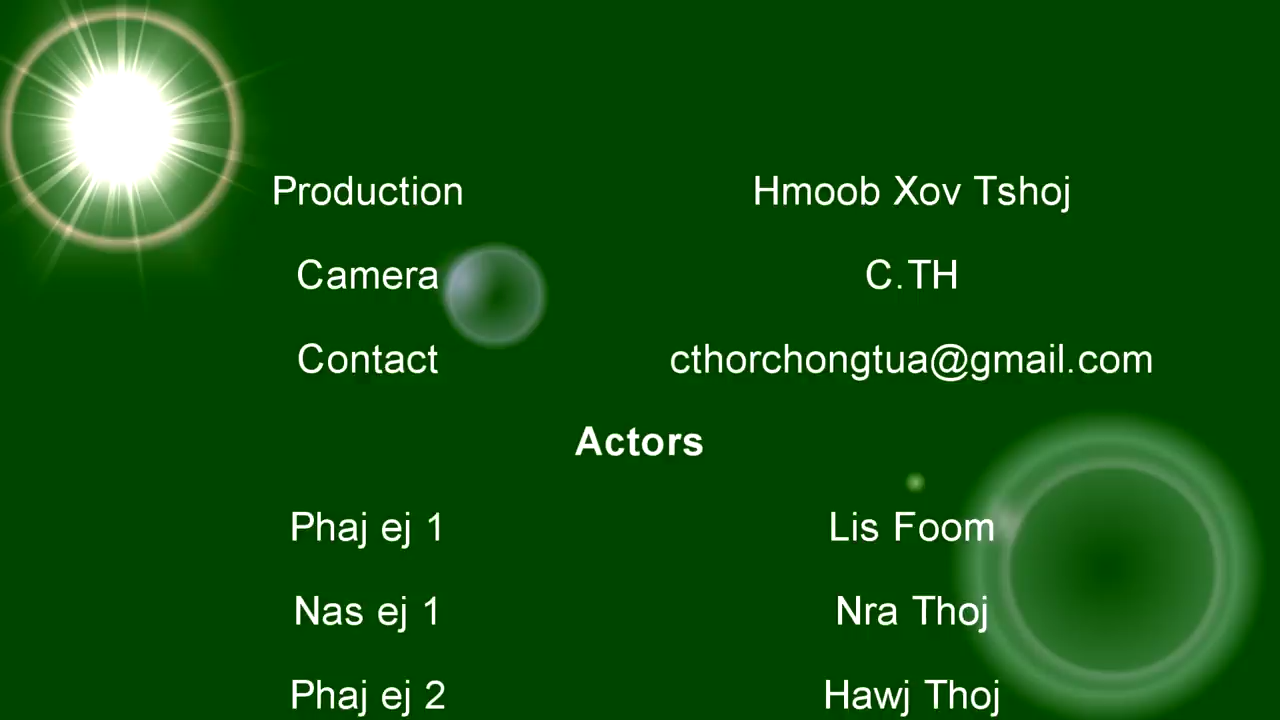 Production Hmoob Xov Tshoj
Camera C.TH
Contact cthorchongtua@gmail.com
Actors
Phaj ej 1 Lis Foom
Nas ej 1 Nra Thoj
Phaj ej 2 Hawj Thoj